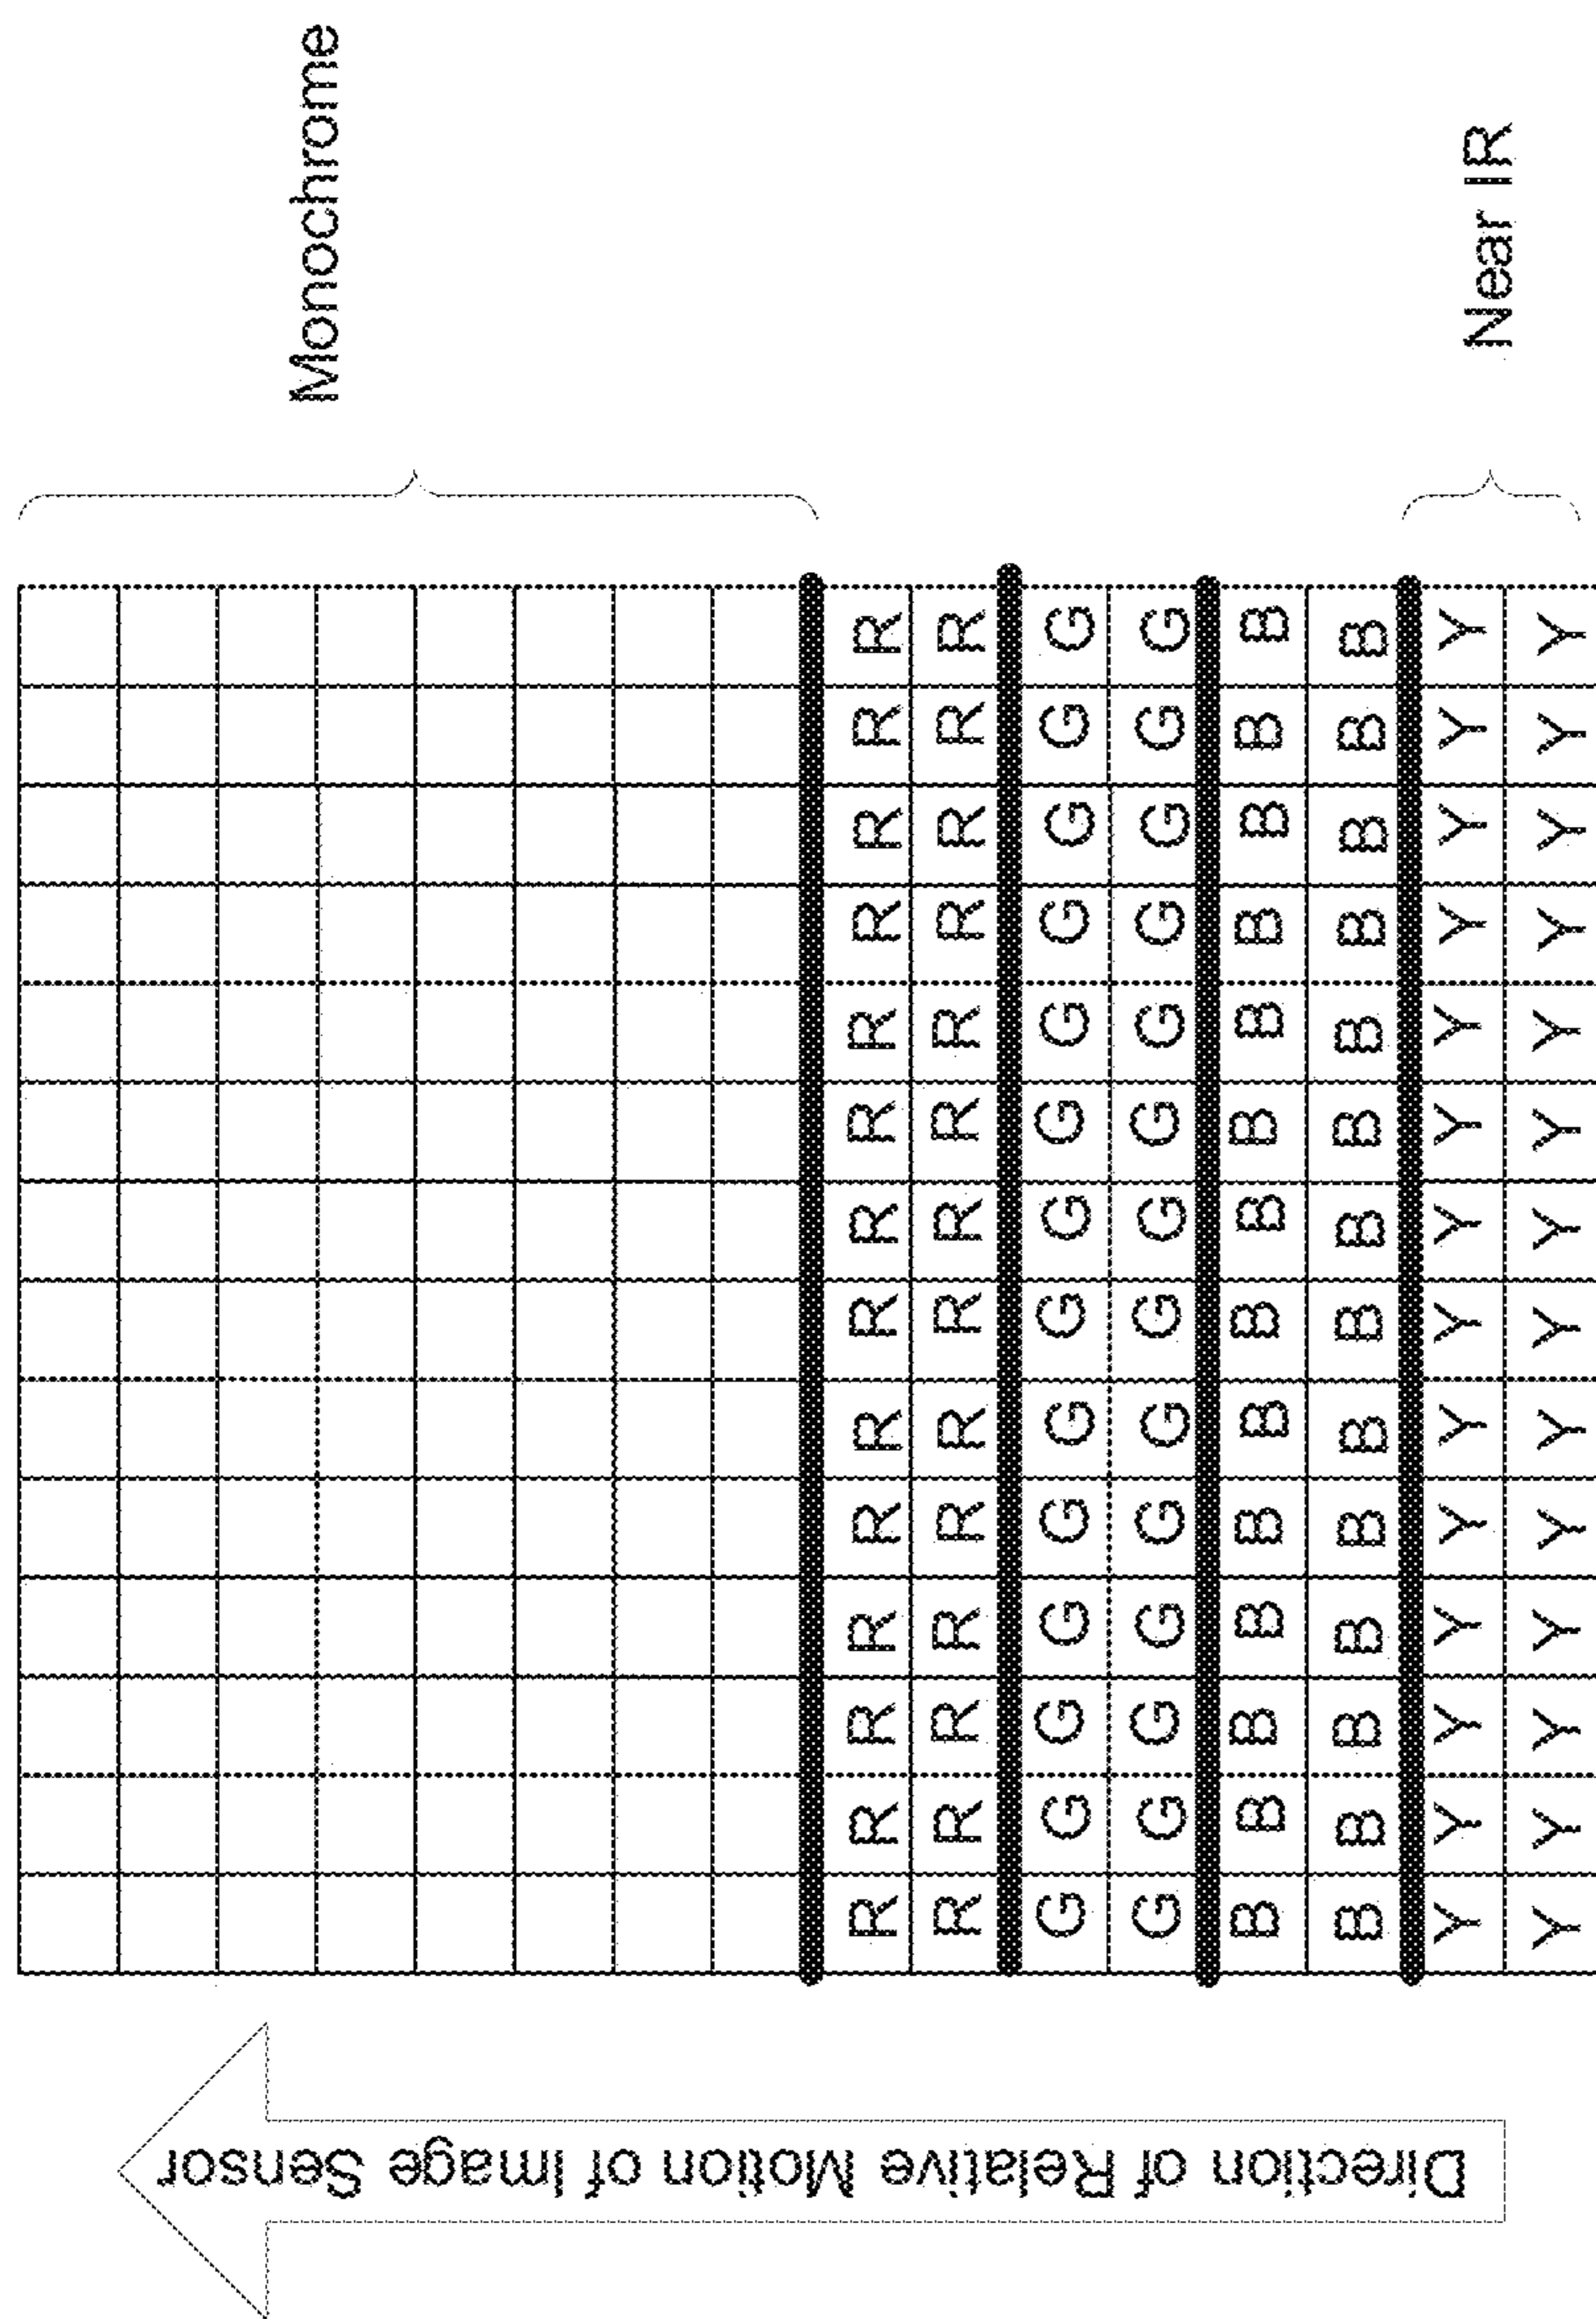 Monochrome
R R R R R R R R R R R R R R
R R R R R R R R R R R R R R
G G G G G G G G G G G G G G
G G G G G G G G G G G G G G
B B B B B B B B B B B B B B
B B B B B B B B B B B B B B
Y Y Y Y Y Y Y Y Y Y Y Y Y Y
Y Y Y Y Y Y Y Y Y Y Y Y Y Y
Near IR
Direction of Relative Motion of Image Sensor